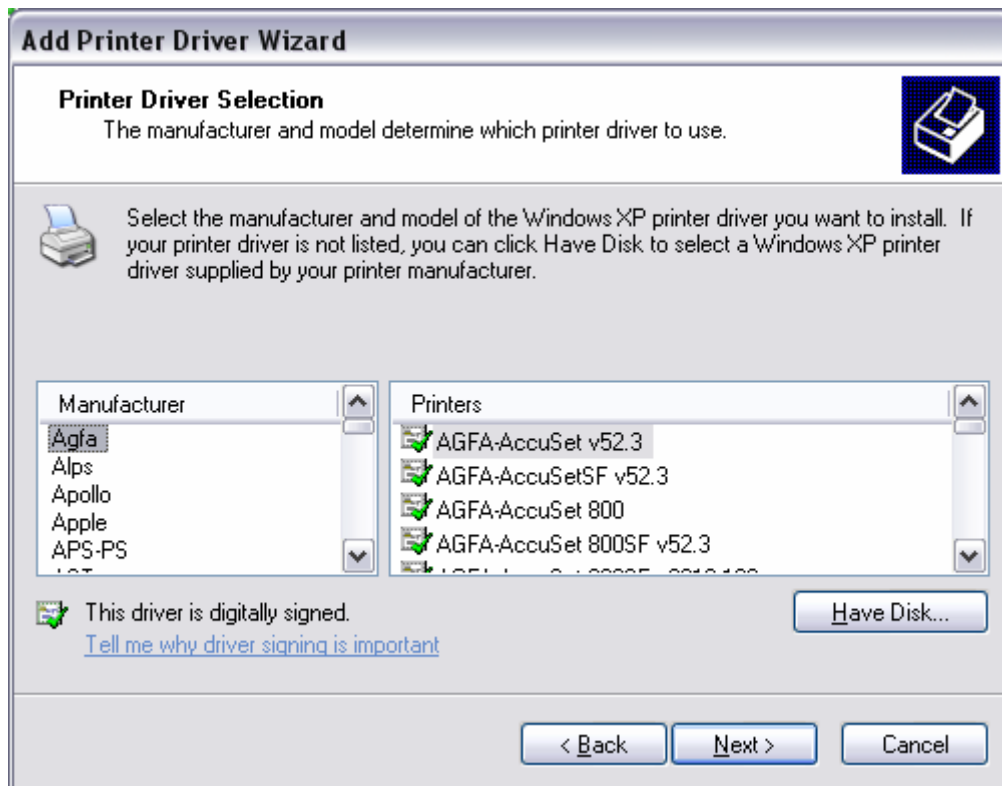 Add Printer Driver Wizard
Printer Driver Selection
The manufacturer and model determine which printer driver to use.
Select the manufacturer and model of the Windows XP printer driver you want to install. If
your printer driver is not listed, you can click Have Disk to select a Windows XP printer
driver supplied by your printer manufacturer.
Manufacturer
Agfa
Alps
Apollo
Apple
APS-PS
Printers
AGFA-AccuSet v52.3
AGFA-AccuSetSF v52.3
AGFA-AccuSet 800
AGFA-AccuSet 800SF v52.3
This driver is digitally signed.
Have Disk...
Tell me why driver signing is important
< Back
Next >
Cancel